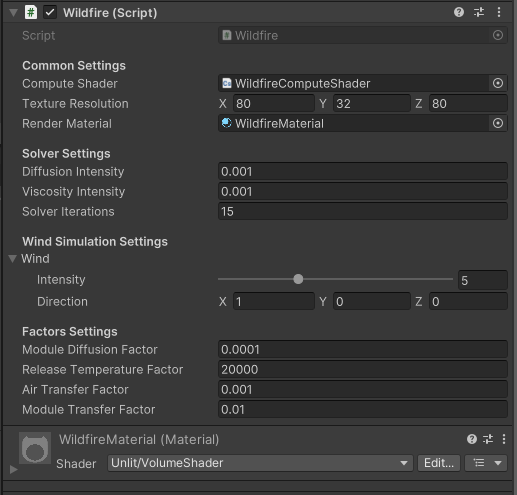 Wildfire (Script)
Script Wildfire
Common Settings
Compute Shader WildfireComputeShader
Texture Resolution X 80 Y 32 Z 80
Render Material WildfireMaterial
Solver Settings
Diffusion Intensity 0.001
Viscosity Intensity 0.001
Solver Iterations 15
Wind Simulation Settings
Wind
Intensity 5
Direction X 1 Y 0 Z 0
Factors Settings
Module Diffusion Factor 0.0001
Release Temperature Factor 20000
Air Transfer Factor 0.001
Module Transfer Factor 0.01
WildfireMaterial (Material)
Shader Unlit/VolumeShader Edit...